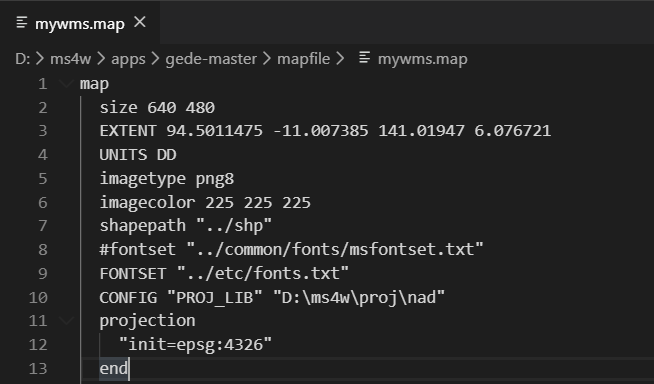 mywms.map
D: > ms4w > apps > gede-master > mapfile > mywms.map
1 map
2 size 640 480
3 EXTENT 94.5011475 -11.007385 141.01947 6.076721
4 UNITS DD
5 imagetype png8
6 imagecolor 225 225 225
7 shapepath "../shp"
8 #fontset "../common/fonts/msfontset.txt"
9 FONTSET "../etc/fonts.txt"
10 CONFIG "PROJ_LIB" "D:\ms4w\proj\nad"
11 projection
12 "init=epsg:4326"
13 end